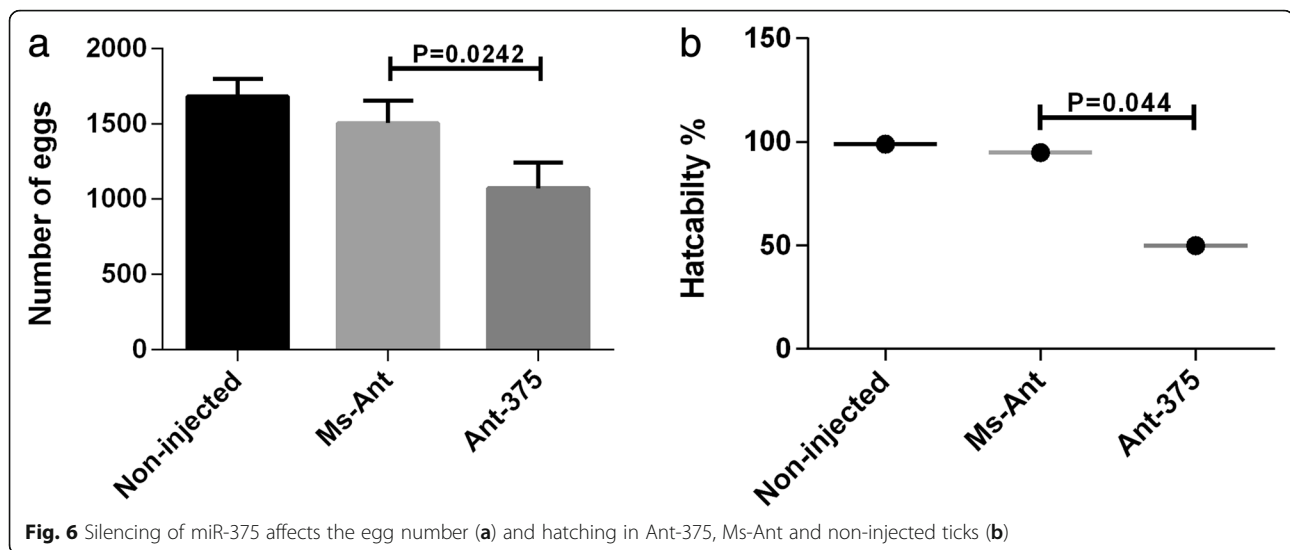 a
2000
1500
1000
500
0
Number of eggs
P=0.0242
Non-injected
Ms-Ant
Ant-375
b
150
100
50
0
Hatcabilty %
P=0.044
Non-injected
Ms-Ant
Ant-375
Fig. 6 Silencing of miR-375 affects the egg number (a) and hatching in Ant-375, Ms-Ant and non-injected ticks (b)